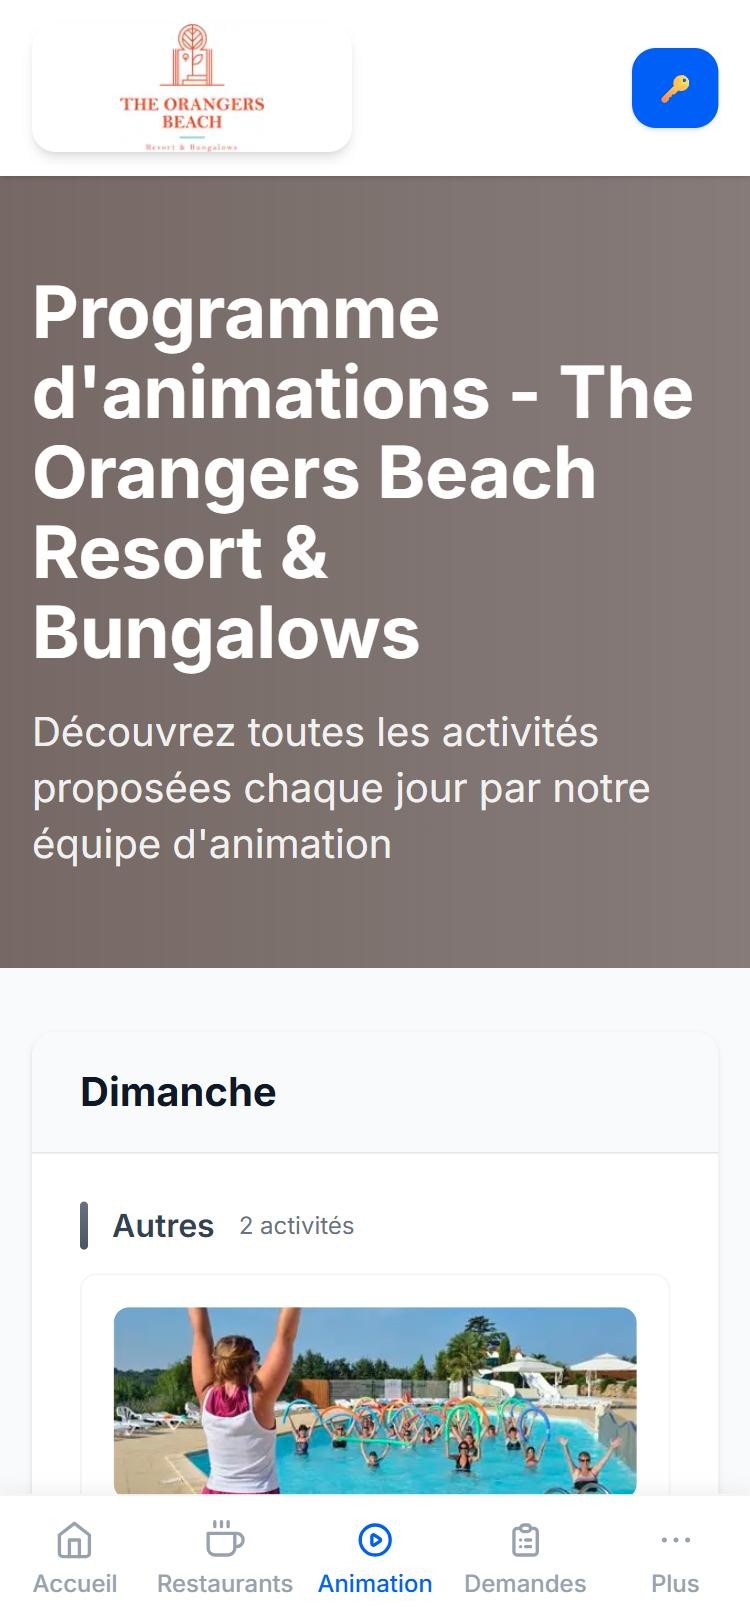 THE ORANGERS
BEACH
Resort & Bungalows
Programme
d'animations - The
Orangers Beach
Resort &
Bungalows
Découvrez toutes les activités
proposées chaque jour par notre
équipe d'animation
Dimanche
Autres 2 activités
Accueil Restaurants Animation Demandes Plus